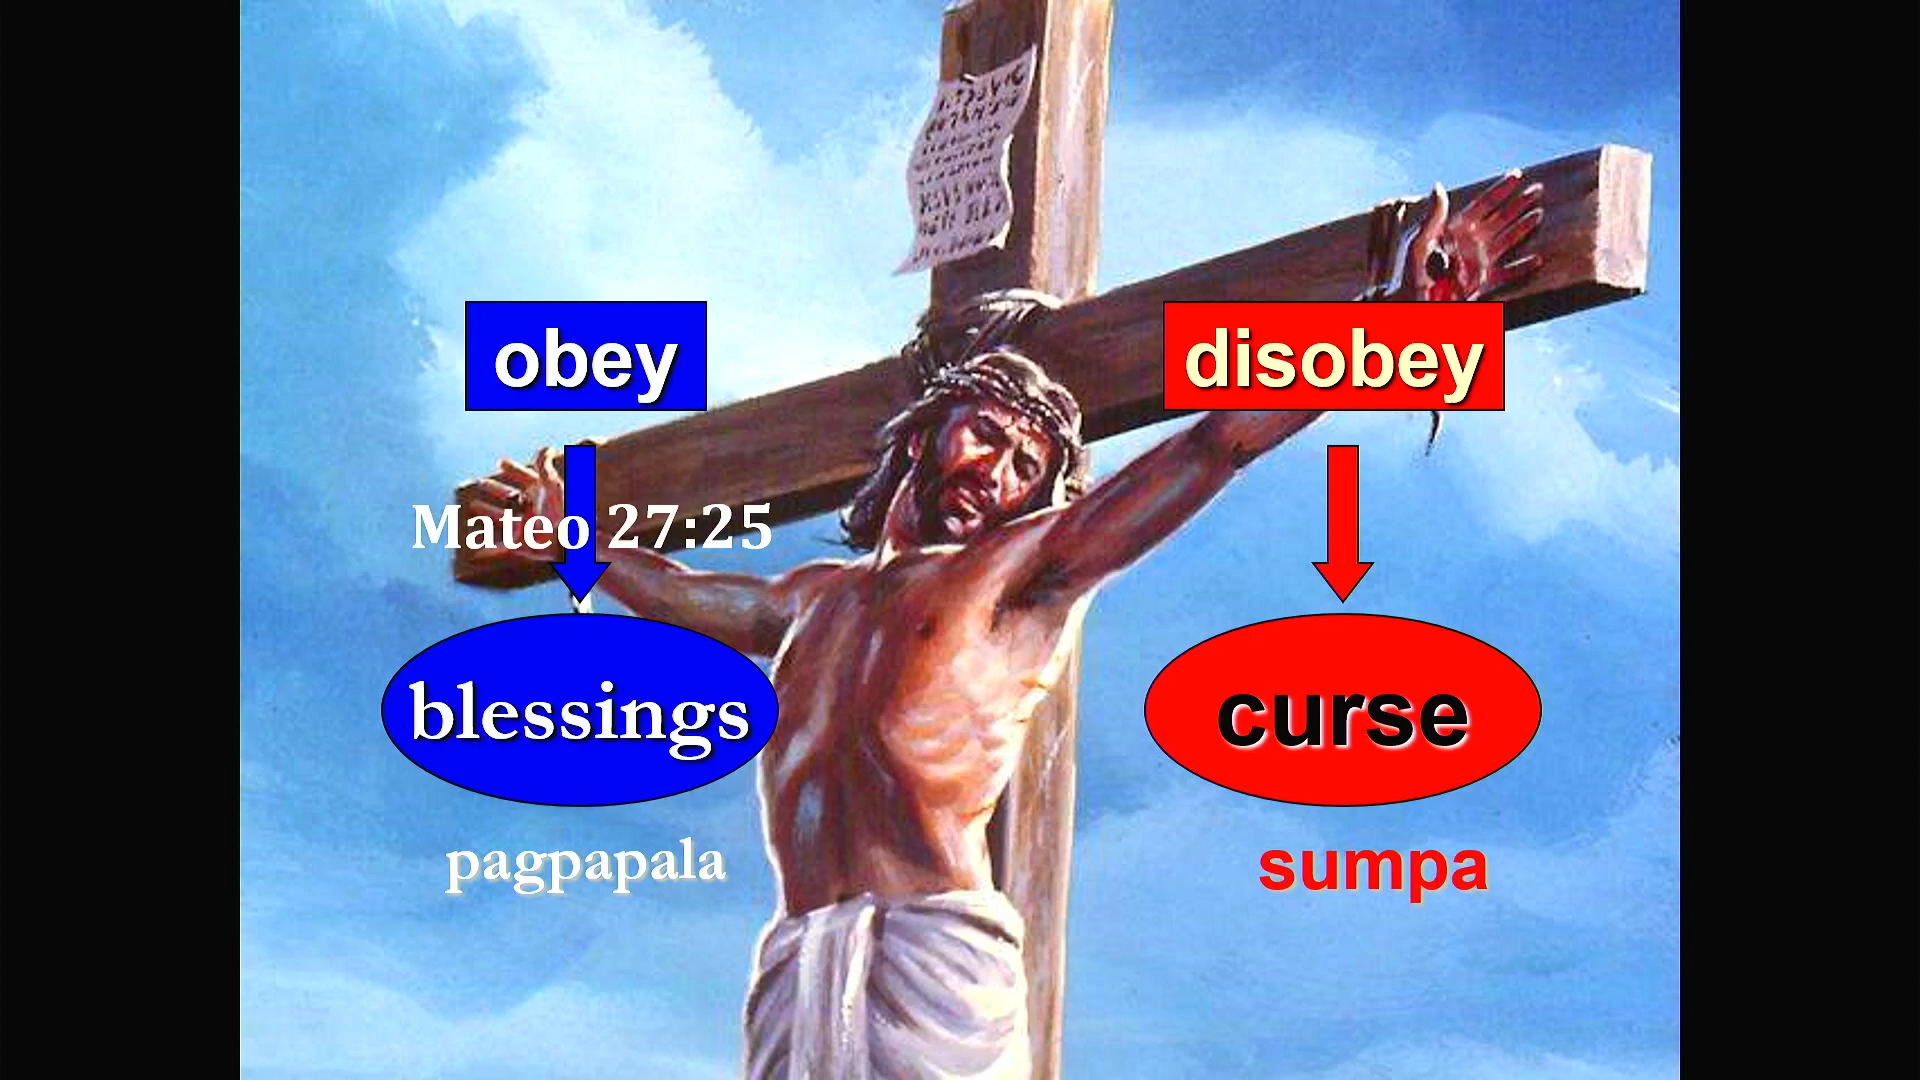 obey
disobey
Mateo 27:25
blessings
curse
pagpapala
sumpa